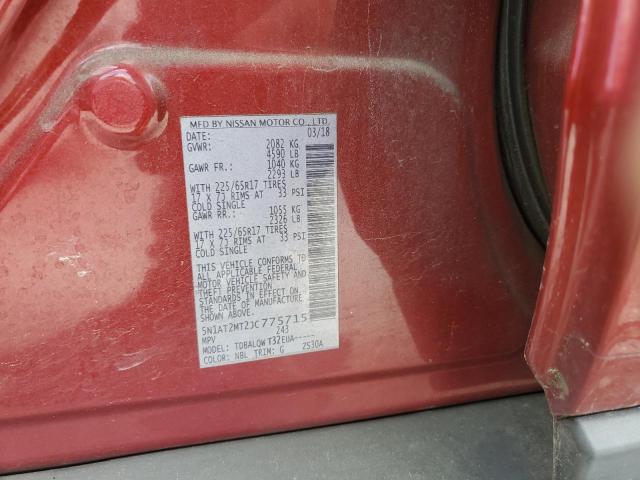 MFD BY NISSAN MOTOR CO., LTD.
DATE: 03/18
GVWR: 2082 KG
4590 LB
GAWR FR.: 1040 KG
2293 LB
WITH 225/65R17 TIRES
17 X 7J RIMS AT 33 PSI
COLD SINGLE
GAWR RR.: 1055 KG
2326 LB
WITH 225/65R17 TIRES
17 X 7J RIMS AT 33 PSI
COLD SINGLE
THIS VEHICLE CONFORMS TO
ALL APPLICABLE FEDERAL
MOTOR VEHICLE SAFETY AND
THEFT PREVENTION
STANDARDS IN EFFECT ON THE
DATE OF MANUFACTURE
5N1AT2MT2JC775715
MPV 243
MODEL: TDBALQWT32EUA-----
COLOR: NBL TRIM: G 2S30A